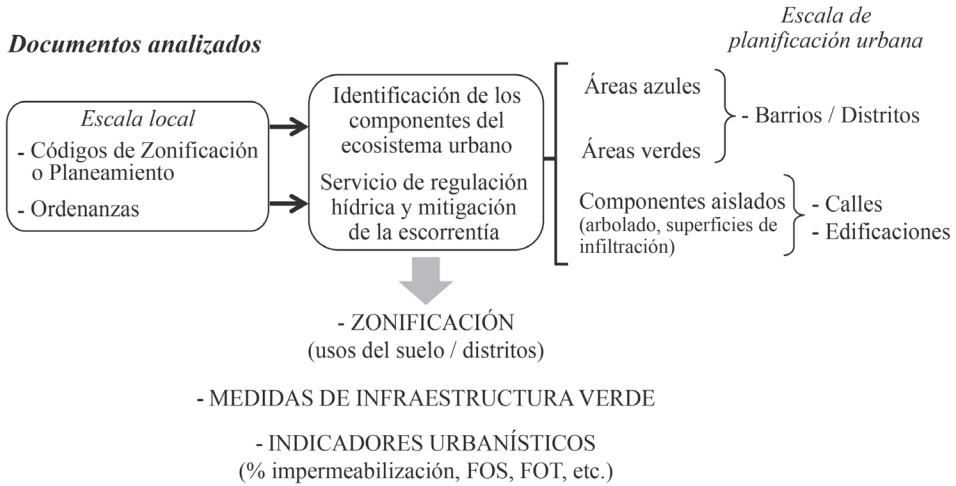 Documentos analizados
Escala local
- Códigos de Zonificación
o Planeamiento
- Ordenanzas
Identificación de los
componentes del
ecosistema urbano
Servicio de regulación
hídrica y mitigación
de la escorrentía
Escala de
planificación urbana
Áreas azules
Áreas verdes
- Barrios / Distritos
Componentes aislados
(arbolado, superficies de
infiltración)
- Calles
- Edificaciones
- ZONIFICACIÓN
(usos del suelo / distritos)
- MEDIDAS DE INFRAESTRUCTURA VERDE
- INDICADORES URBANÍSTICOS
(% impermeabilización, FOS, FOT, etc.)